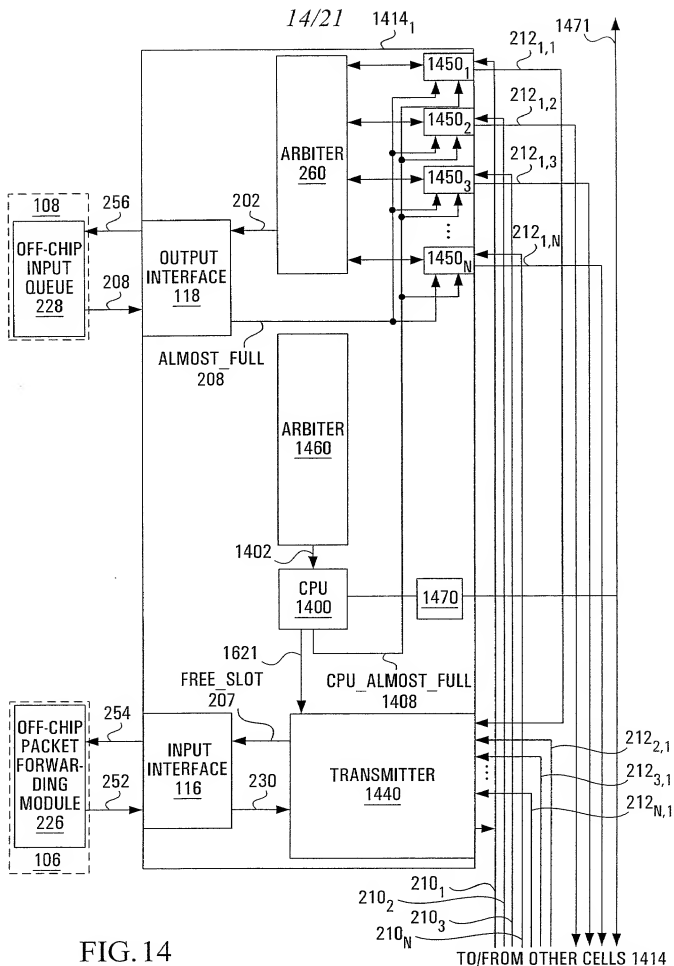 14/21
1414₁
1471
212₁,₁
1450₁
212₁,₂
1450₂
212₁,₃
1450₃
212₁,N
1450N
ARBITER
260
108
OFF-CHIP
INPUT
QUEUE
228
256
208
202
OUTPUT
INTERFACE
118
ALMOST_FULL
208
ARBITER
1460
1402
CPU
1400
1470
1621
FREE_SLOT
207
CPU_ALMOST_FULL
1408
OFF-CHIP
PACKET
FORWAR-
DING
MODULE
226
106
254
252
INPUT
INTERFACE
116
230
TRANSMITTER
1440
212₂,₁
212₃,₁
212N,₁
210₁
210₂
210₃
210N
TO/FROM OTHER CELLS 1414
FIG. 14